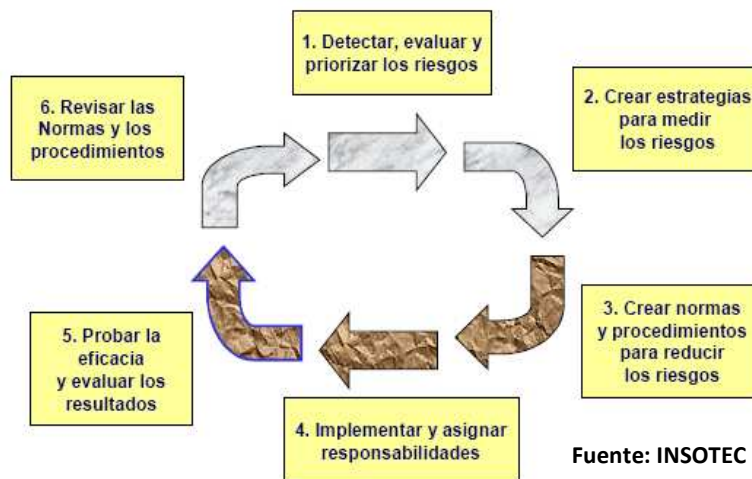 1. Detectar, evaluar y
priorizar los riesgos
2. Crear estrategias
para medir
los riesgos
3. Crear normas
y procedimientos
para reducir
los riesgos
4. Implementar y asignar
responsabilidades
5. Probar la
eficacia
y evaluar los
resultados
6. Revisar las
Normas y los
procedimientos
Fuente: INSOTEC